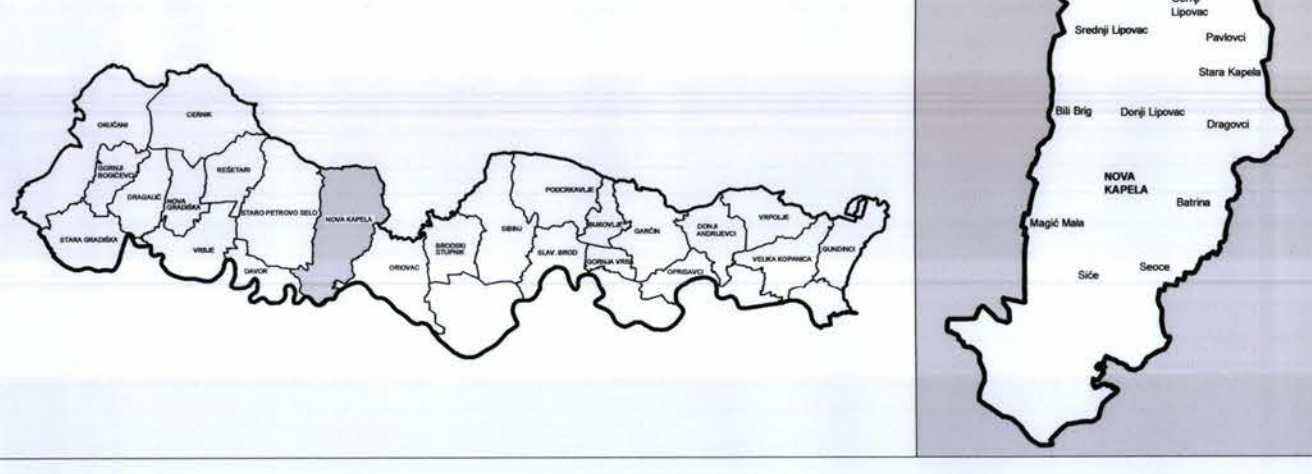 OKUČANI
CERNIK
GORNJI
BOGIĆEVCI
REŠETARI
DRAGALIĆ
NOVA
GRADIŠKA
STARO PETROVO SELO
NOVA KAPELA
STARA GRADIŠKA
VRBJE
DAVOR
ORIOVAC
BRODSKI
STUPNIK
SIBINJ
PODCRKAVLJE
BUKOVLJE
SLAV. BROD
GARČIN
GORNJA VRBA
OPRISAVCI
DONJI
ANDRIJEVCI
VRPOLJE
VELIKA KOPANICA
GUNDINCI
Lipovac
Srednji Lipovac
Pavlovci
Stara Kapela
Bili Brig
Donji Lipovac
Dragovci
NOVA
KAPELA
Batrina
Magić Mala
Siče
Seoce